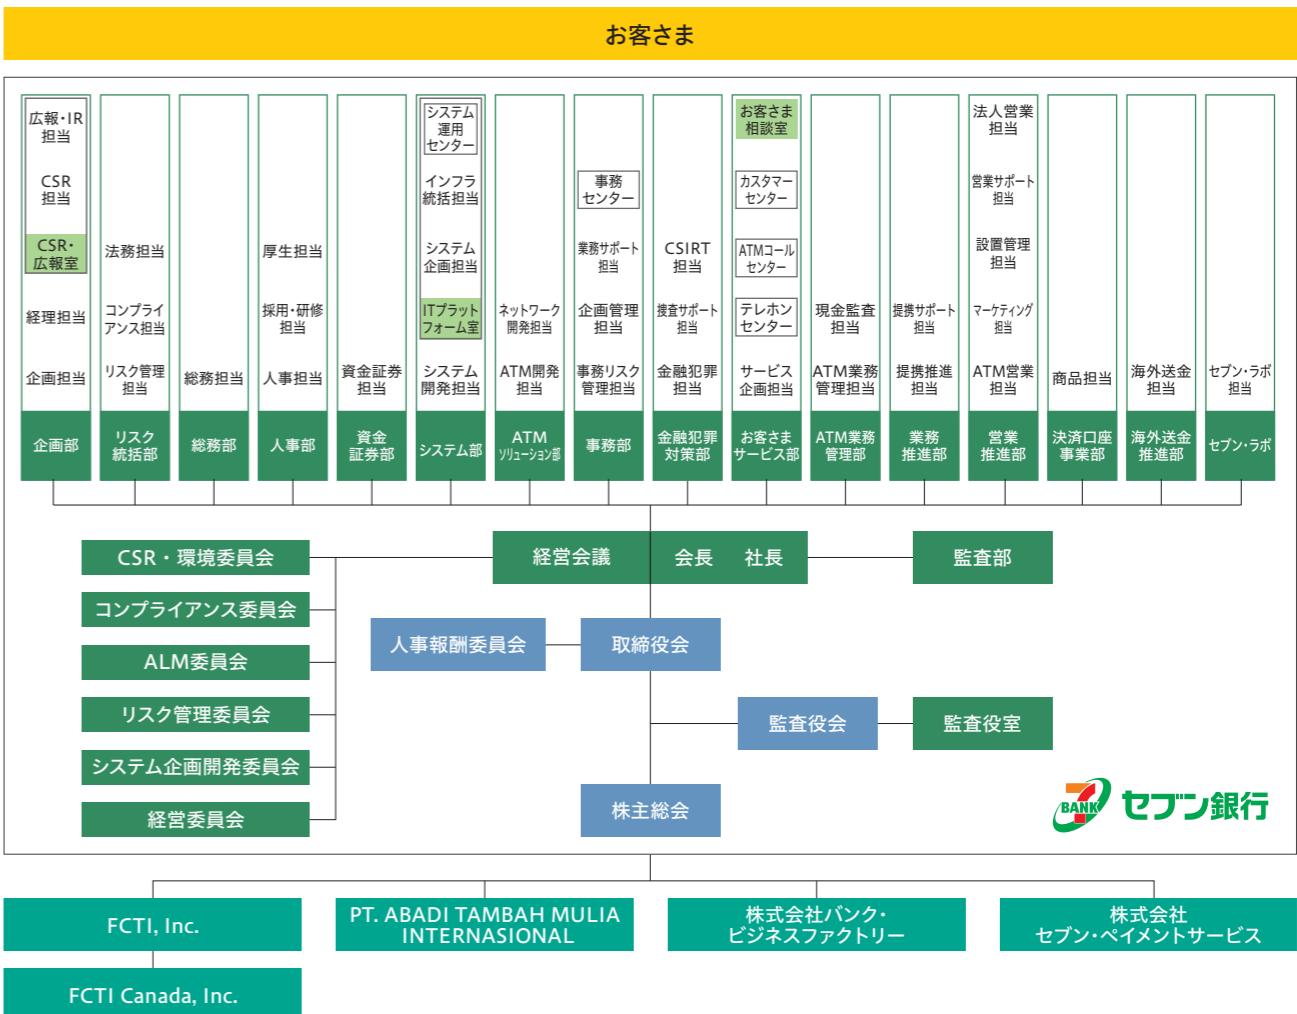 お客さま
広報・IR
担当
CSR
担当
CSR・
広報室
経理担当
企画担当
企画部
法務担当
コンプライ
アンス担当
リスク管理
担当
リスク
統括部
総務担当
総務部
厚生担当
採用・研修
担当
人事担当
人事部
資金証券
担当
資金
証券部
システム
運用
センター
インフラ
統括担当
システム
企画担当
ITプラット
フォーム室
システム
開発担当
システム部
ネットワーク
開発担当
ATM開発
担当
ATM
ソリューション部
事務
センター
業務サポート
担当
企画管理
担当
事務リスク
管理担当
事務部
CSIRT
担当
捜査サポート
担当
金融犯罪
担当
金融犯罪
対策部
お客さま
相談室
カスタマー
センター
ATMコール
センター
テレホン
センター
サービス
企画担当
お客さま
サービス部
現金監査
担当
ATM業務
管理担当
ATM業務
管理部
提携サポート
担当
提携推進
担当
業務
推進部
法人営業
担当
営業サポート
担当
設置管理
担当
マーケティング
担当
ATM営業
担当
営業
推進部
商品担当
決済口座
事業部
海外送金
担当
海外送金
推進部
セブン・ラボ
担当
セブン・ラボ
CSR・環境委員会
コンプライアンス委員会
ALM委員会
リスク管理委員会
システム企画開発委員会
経営委員会
経営会議
会長 社長
監査部
人事報酬委員会
取締役会
監査役会
監査役室
株主総会
7
BANK
セブン銀行
FCTI, Inc.
FCTI Canada, Inc.
PT. ABADI TAMBAH MULIA
INTERNASIONAL
株式会社バンク・
ビジネスファクトリー
株式会社
セブン・ペイメントサービス